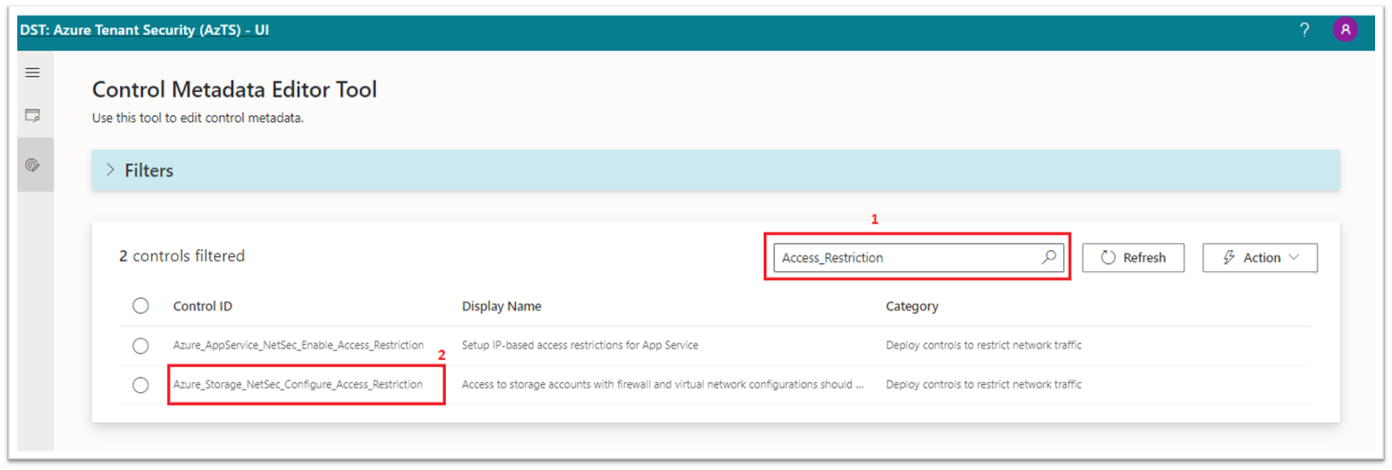 DST: Azure Tenant Security (AzTS) - UI ? A
Control Metadata Editor Tool
Use this tool to edit control metadata.
Filters
1
2 controls filtered Access_Restriction Refresh Action
Control ID Display Name Category
Azure_AppService_NetSec_Enable_Access_Restriction Setup IP-based access restrictions for App Service Deploy controls to restrict network traffic
2
Azure_Storage_NetSec_Configure_Access_Restriction Access to storage accounts with firewall and virtual network configurations should ... Deploy controls to restrict network traffic